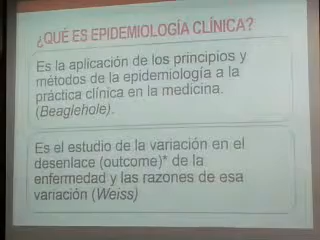 ¿QUÉ ES EPIDEMIOLOGÍA CLÍNICA?
Es la aplicación de los principios y
métodos de la epidemiología a la
práctica clínica en la medicina.
(Beaglehole).
Es el estudio de la variación en el
desenlace (outcome)* de la
enfermedad y las razones de esa
variación (Weiss)